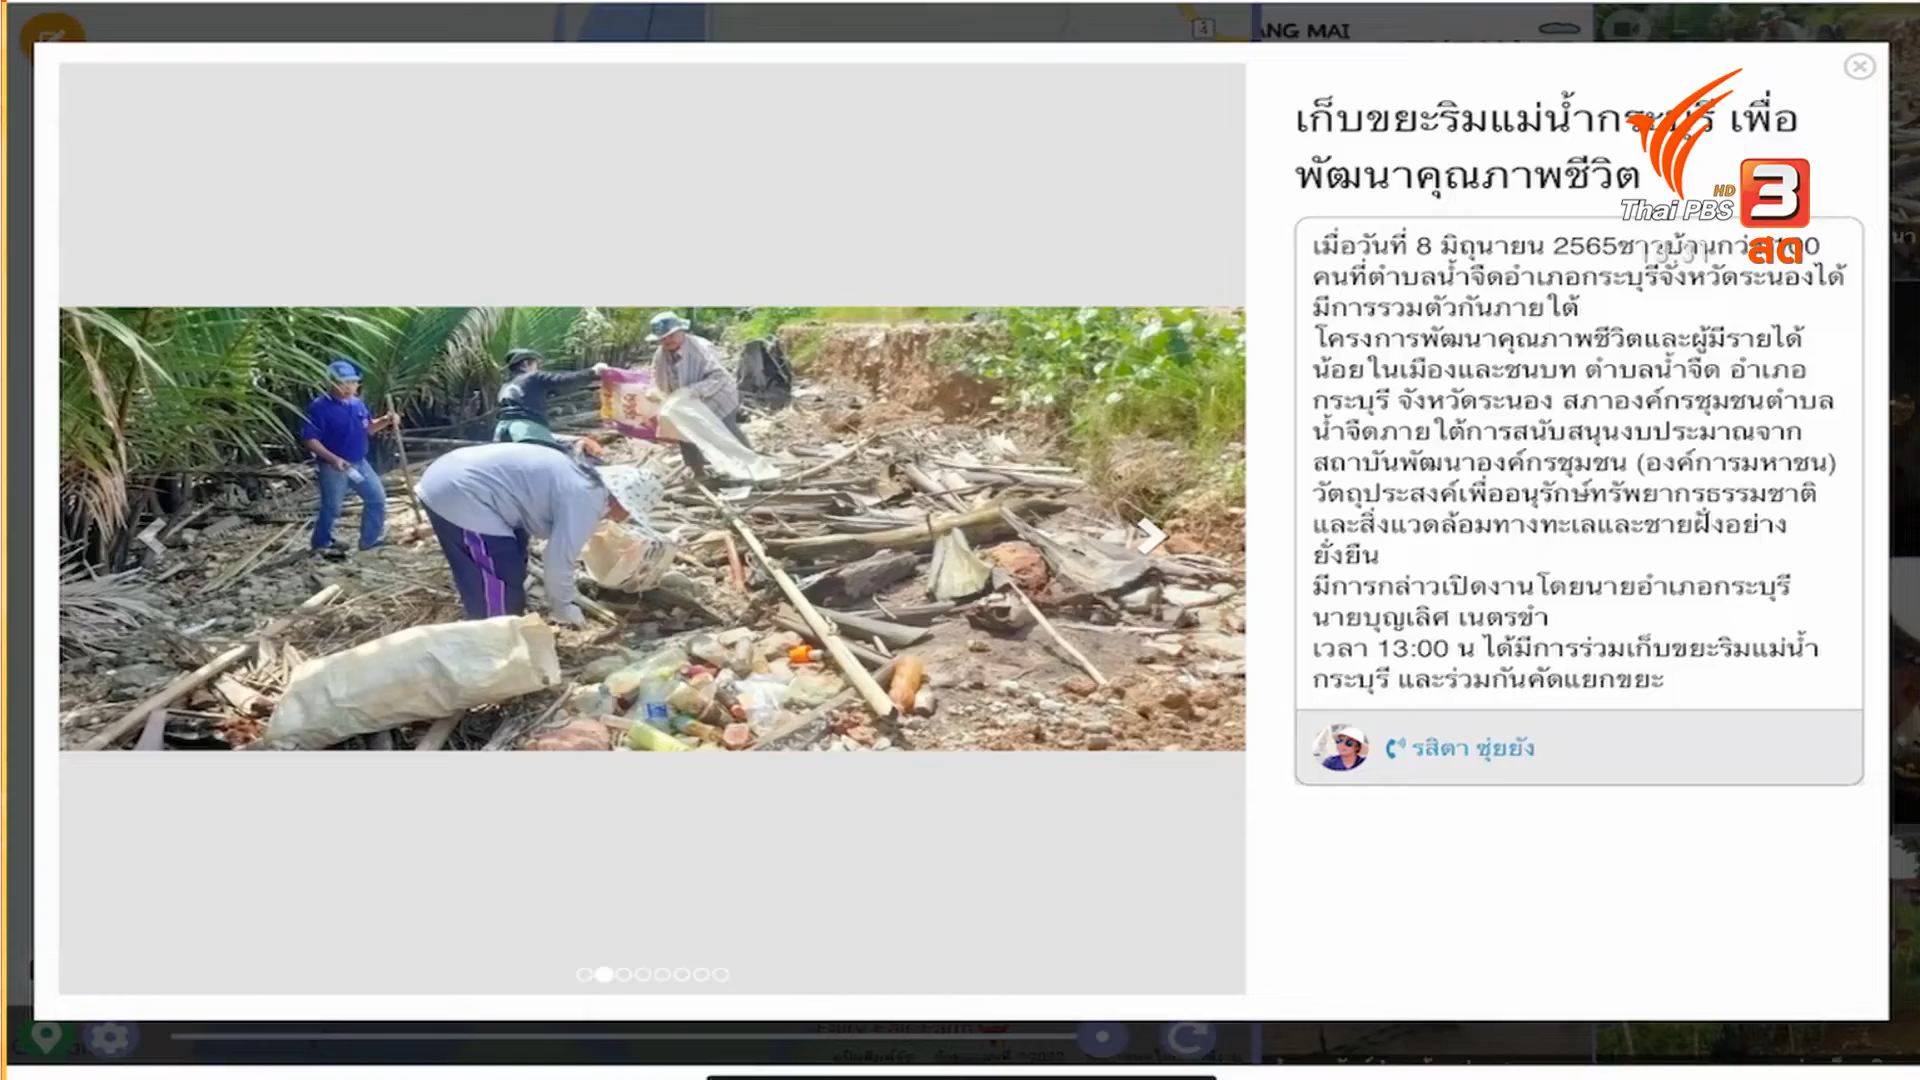 ANG MAI
เก็บขยะริมแม่น้ำกระบุรี เพื่อ
พัฒนาคุณภาพชีวิต
HD
Thai PBS
3
สด
เมื่อวันที่ 8 มิถุนายน 2565ชาวบ้านกว่า 100
คนที่ตำบลน้ำจืดอำเภอกระบุรีจังหวัดระนองได้
มีการรวมตัวกันภายใต้
โครงการพัฒนาคุณภาพชีวิตและผู้มีรายได้
น้อยในเมืองและชนบท ตำบลน้ำจืด อำเภอ
กระบุรี จังหวัดระนอง สภาองค์กรชุมชนตำบล
น้ำจืดภายใต้การสนับสนุนงบประมาณจาก
สถาบันพัฒนาองค์กรชุมชน (องค์การมหาชน)
วัตถุประสงค์เพื่ออนุรักษ์ทรัพยากรธรรมชาติ
และสิ่งแวดล้อมทางทะเลและชายฝั่งอย่าง
ยั่งยืน
มีการกล่าวเปิดงานโดยนายอำเภอกระบุรี
นายบุญเลิศ เนตรขำ
เวลา 13:00 น ได้มีการร่วมเก็บขยะริมแม่น้ำ
กระบุรี และร่วมกันคัดแยกขยะ
รสิตา ซุ่ยยัง